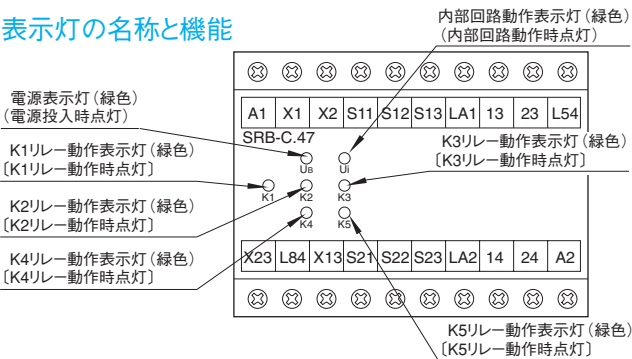 表示灯の名称と機能
内部回路動作表示灯（緑色）
（内部回路動作時点灯）
電源表示灯（緑色）
（電源投入時点灯）
K1リレー動作表示灯（緑色）
〔K1リレー動作時点灯〕
K2リレー動作表示灯（緑色）
〔K2リレー動作時点灯〕
K4リレー動作表示灯（緑色）
〔K4リレー動作時点灯〕
A1 X1 X2 S11 S12 S13 LA1 13 23 L54
SRB-C.47
K3リレー動作表示灯（緑色）
〔K3リレー動作時点灯〕
UB Ui
K1 K2 K3
K4 K5
X23 L84 X13 S21 S22 S23 LA2 14 24 A2
K5リレー動作表示灯（緑色）
〔K5リレー動作時点灯〕